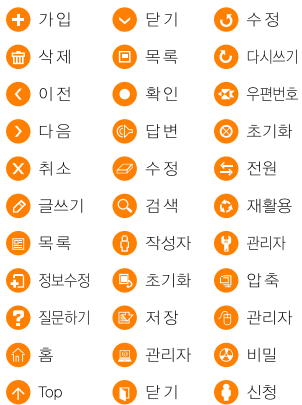 가입 닫기 수정
삭제 목록 다시쓰기
이전 확인 우편번호
다음 답변 초기화
취소 수정 전원
글쓰기 검색 재활용
목록 작성자 관리자
정보수정 초기화 압축
질문하기 저장 관리자
홈 관리자 비밀
Top 닫기 신청